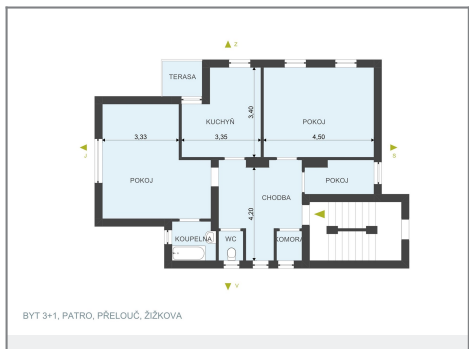 Z
TERASA
KUCHYŇ
3,40
POKOJ
3,33
3,35
4,50
J
B
POKOJ
POKOJ
CHODBA
4,20
KOUPELNA
WC
KOMORA
V
BYT 3+1, PATRO, PŘELOUČ, ŽIŽKOVA